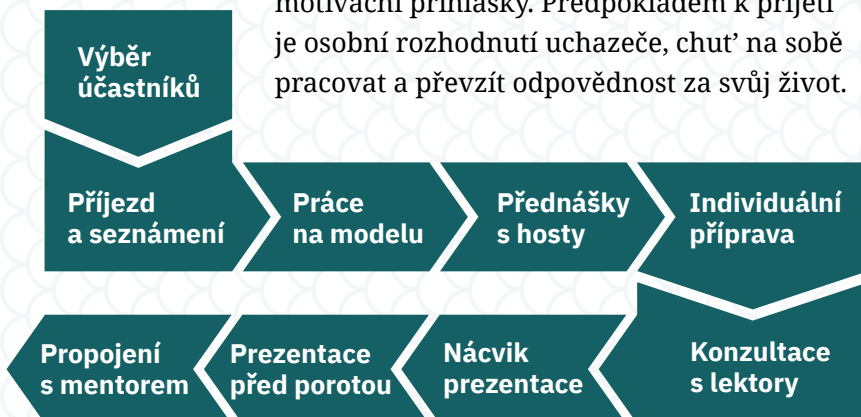 motivační přihlášky. Předpokladem k přijetí
je osobní rozhodnutí uchazeče, chuť na sobě
pracovat a převzít odpovědnost za svůj život.
Výběr
účastníků
Příjezd
a seznámení
Práce
na modelu
Přednášky
s hosty
Individuální
příprava
Konzultace
s lektory
Nácvik
prezentace
Prezentace
před porotou
Propojení
s mentorem